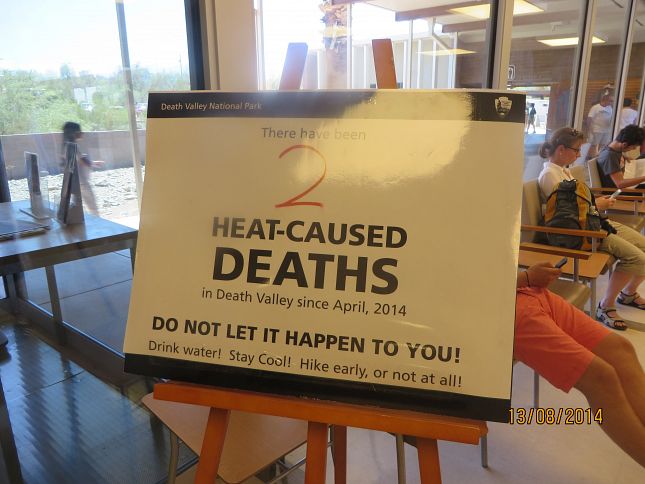 Death Valley National Park
There have been
2
HEAT-CAUSED
DEATHS
in Death Valley since April, 2014
DO NOT LET IT HAPPEN TO YOU!
Drink water! Stay Cool! Hike early, or not at all!
13/08/2014